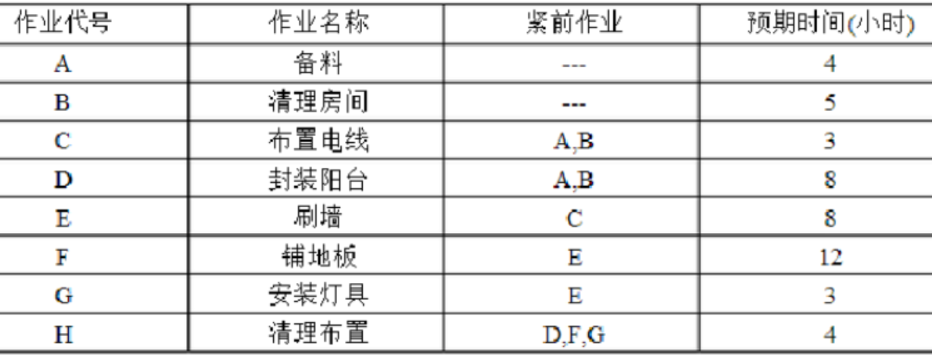 作业代号 作业名称 紧前作业 预期时间(小时)
A 备料 --- 4
B 清理房间 --- 5
C 布置电线 A,B 3
D 封装阳台 A,B 8
E 刷墙 C 8
F 铺地板 E 12
G 安装灯具 E 3
H 清理布置 D,F,G 4